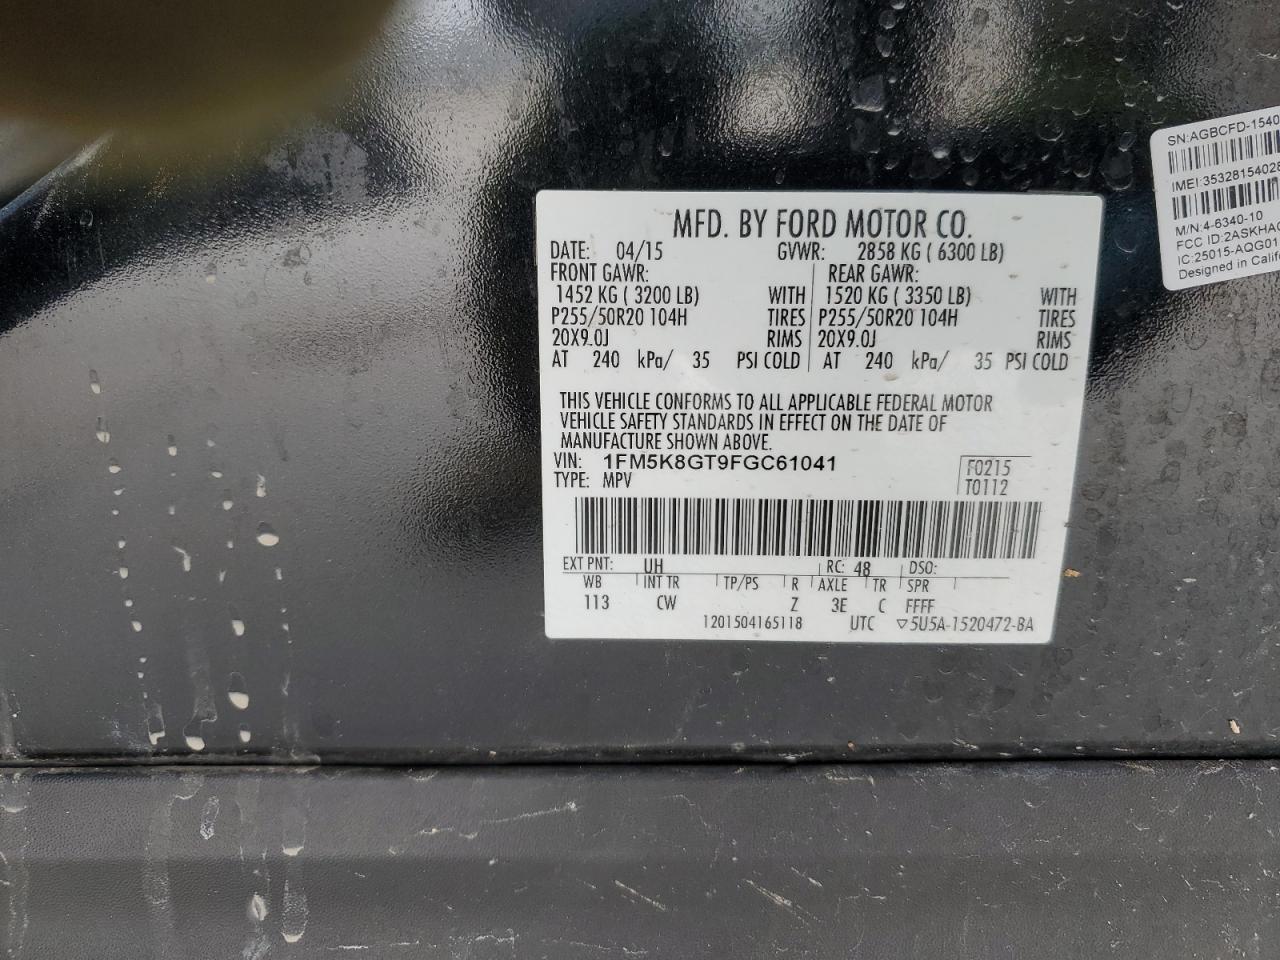 MFD. BY FORD MOTOR CO.
DATE: 04/15 GVWR: 2858 KG ( 6300 LB)
FRONT GAWR: REAR GAWR:
1452 KG ( 3200 LB) WITH 1520 KG ( 3350 LB) WITH
P255/50R20 104H TIRES P255/50R20 104H TIRES
20X9.0J RIMS 20X9.0J RIMS
AT 240 kPa/ 35 PSI COLD AT 240 kPa/ 35 PSI COLD
THIS VEHICLE CONFORMS TO ALL APPLICABLE FEDERAL MOTOR
VEHICLE SAFETY STANDARDS IN EFFECT ON THE DATE OF
MANUFACTURE SHOWN ABOVE.
VIN: 1FM5K8GT9FGC61041 F0215
TYPE: MPV T0112
EXT PNT: UH RC: 48 DSO:
WB INT TR TP/PS R AXLE TR SPR
113 CW Z 3E C FFFF
1201504165118 UTC ▽5U5A-1520472-BA
SN:AGBCFD-1540
IMEI:35328154028
M/N:4-6340-10
FCC ID:2ASKHAQ
IC:25015-AQG01
Designed in Calif